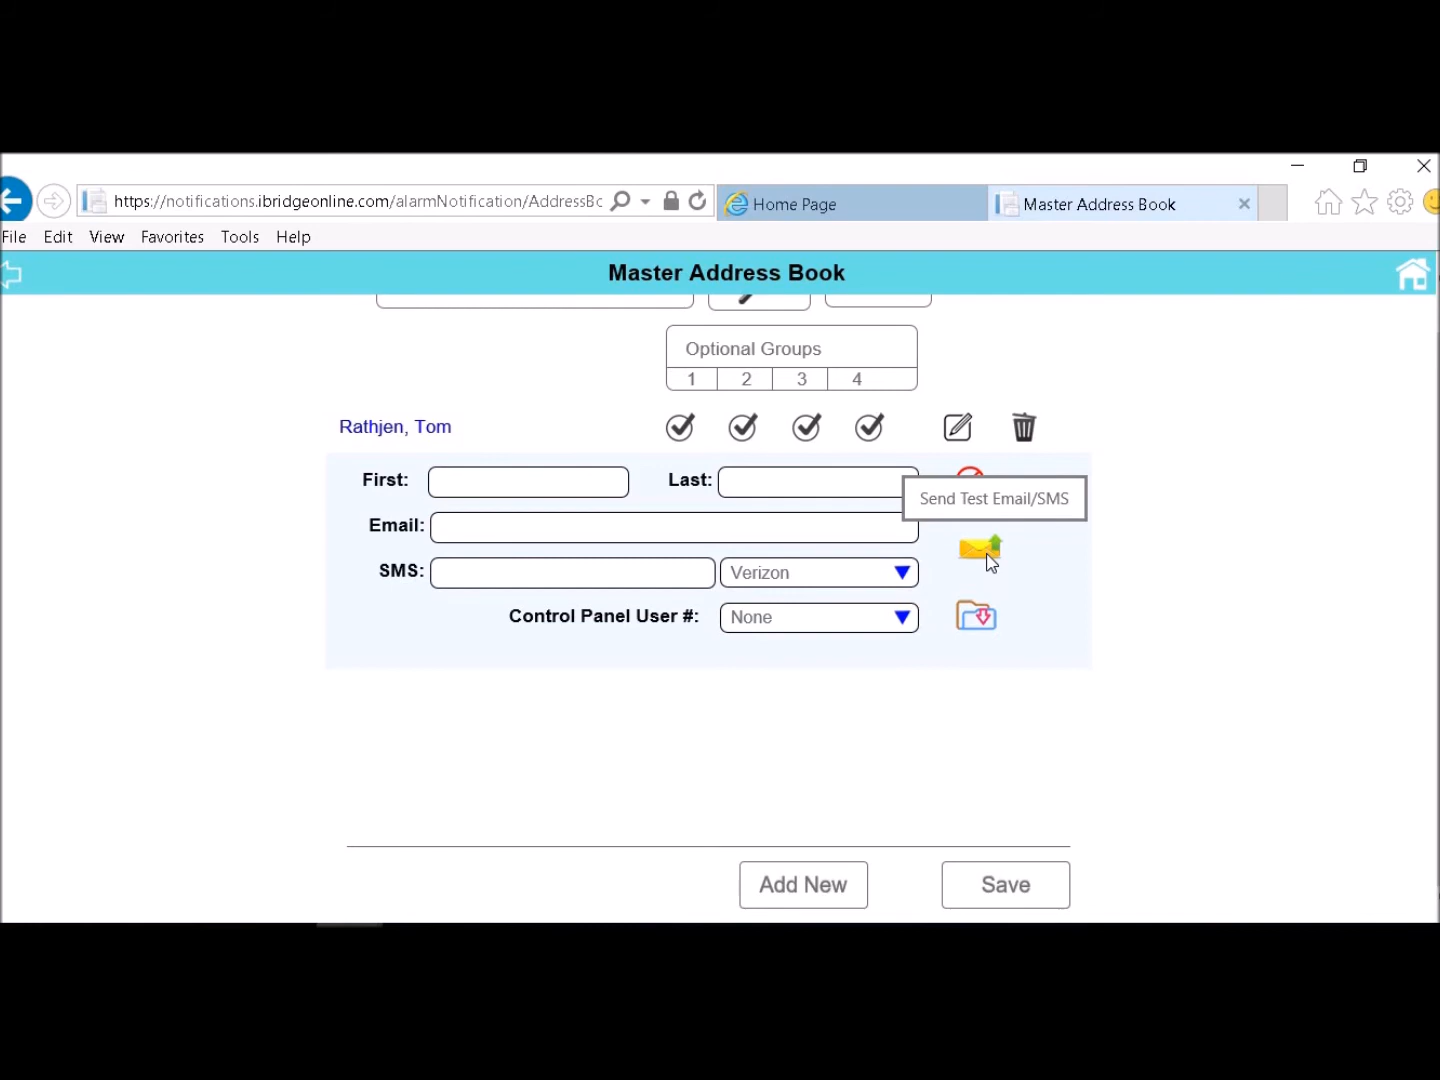 https://notifications.ibridgeonline.com/alarmNotification/AddressBc
Home Page
Master Address Book
File Edit View Favorites Tools Help
Master Address Book
Optional Groups
1 2 3 4
Rathjen, Tom
First: Last:
Send Test Email/SMS
Email:
SMS: Verizon
Control Panel User #: None
Add New Save